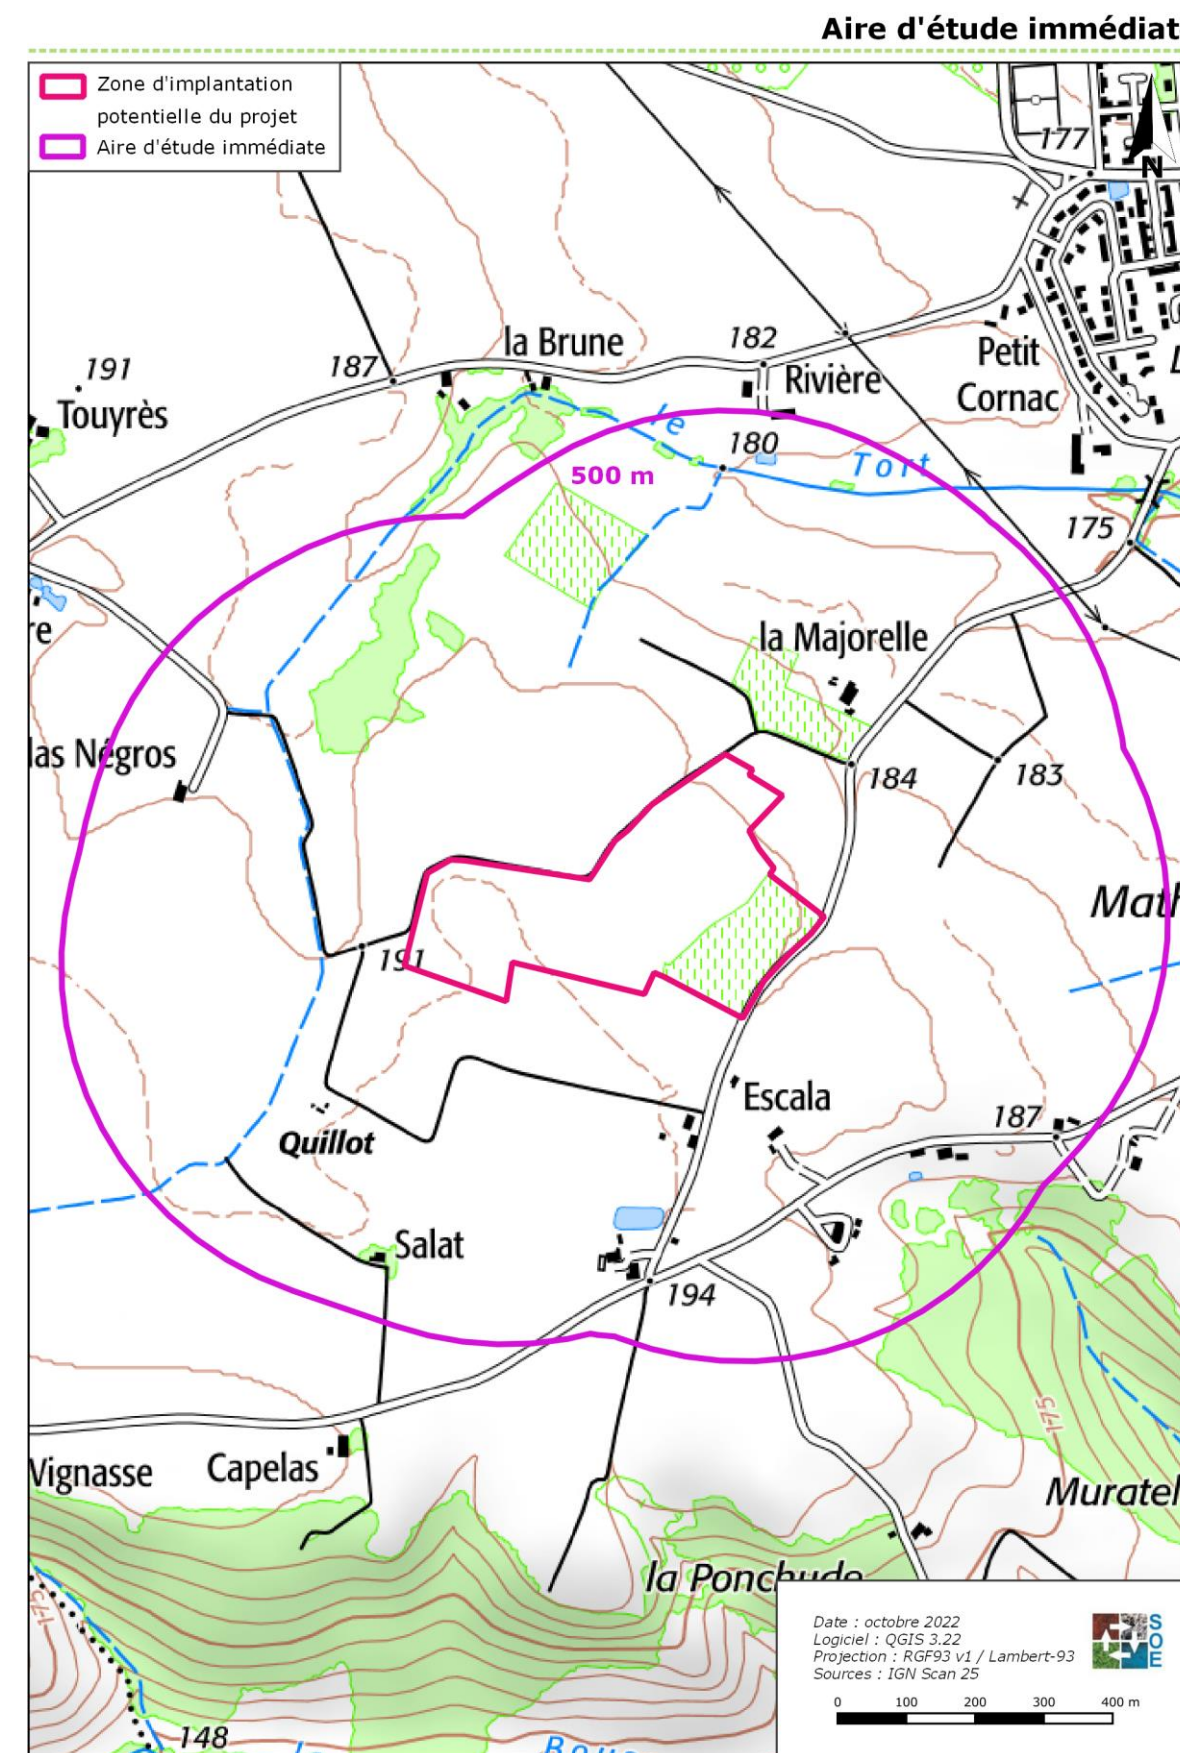 Aire d'étude immédiat
Zone d'implantation
potentielle du projet
Aire d'étude immédiate
177
N
la Brune
182
187
191
Touyrès
Rivière
Petit
Cornac
le
180
Tort
500 m
175
re
la Majorelle
las Négros
184
183
Math
191
Escala
187
Quillot
Salat
194
175
Vignasse
Capelas
Muratel
la Ponchude
Date : octobre 2022
Logiciel : QGIS 3.22
Projection : RGF93 v1 / Lambert-93
Sources : IGN Scan 25
SOE
0 100 200 300 400 m
175
148